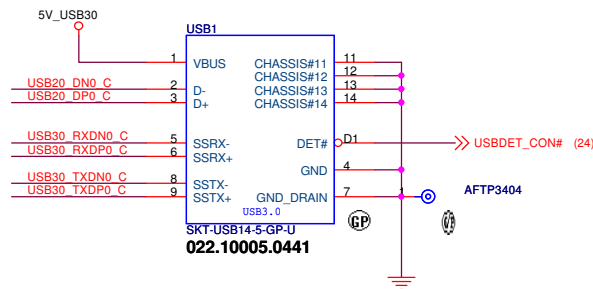 5V_USB30
USB1
1 VBUS CHASSIS#11 11
CHASSIS#12 12
USB20_DN0_C 2 D- CHASSIS#13 13
USB20_DP0_C 3 D+ CHASSIS#14 14
USB30_RXDN0_C 5 SSRX- DET# D1 USBDET_CON# (24)
USB30_RXDP0_C 6 SSRX+
GND 4
USB30_TXDN0_C 8 SSTX-
USB30_TXDP0_C 9 SSTX+ GND_DRAIN 7 1 AFTP3404
USB3.0
GP
SKT-USB14-5-GP-U
022.10005.0441